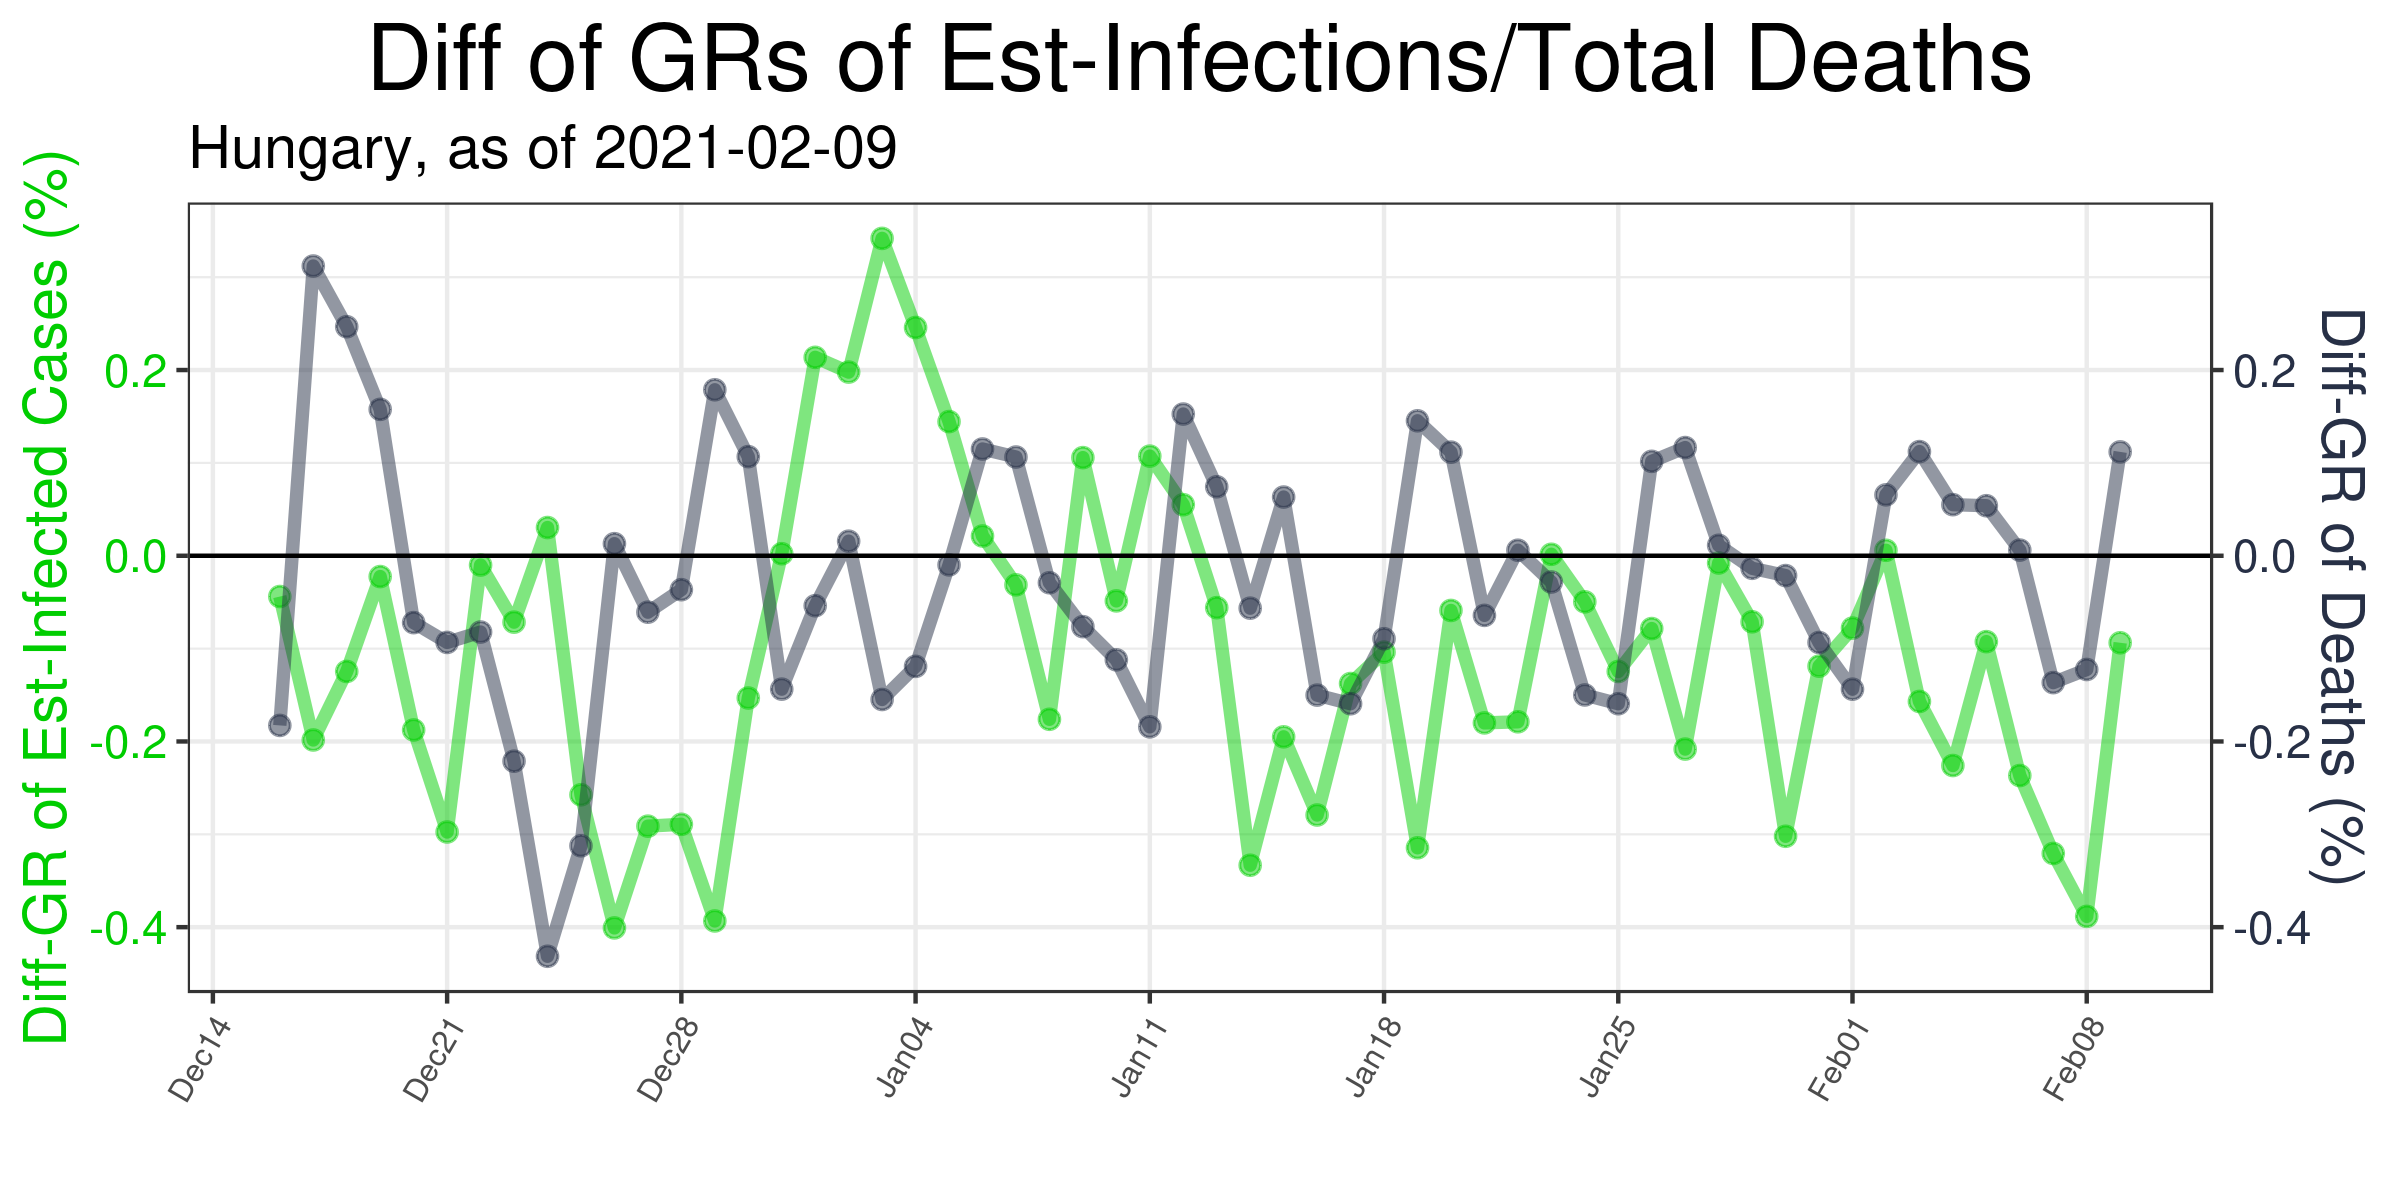 Diff of GRs of Est-Infections/Total Deaths
Hungary, as of 2021-02-09
Diff-GR of Est-Infected Cases (%)
0.2
0.0
-0.2
-0.4
0.2
0.0
-0.2
-0.4
Diff-GR of Deaths (%)
Dec14
Dec21
Dec28
Jan04
Jan11
Jan18
Jan25
Feb01
Feb08